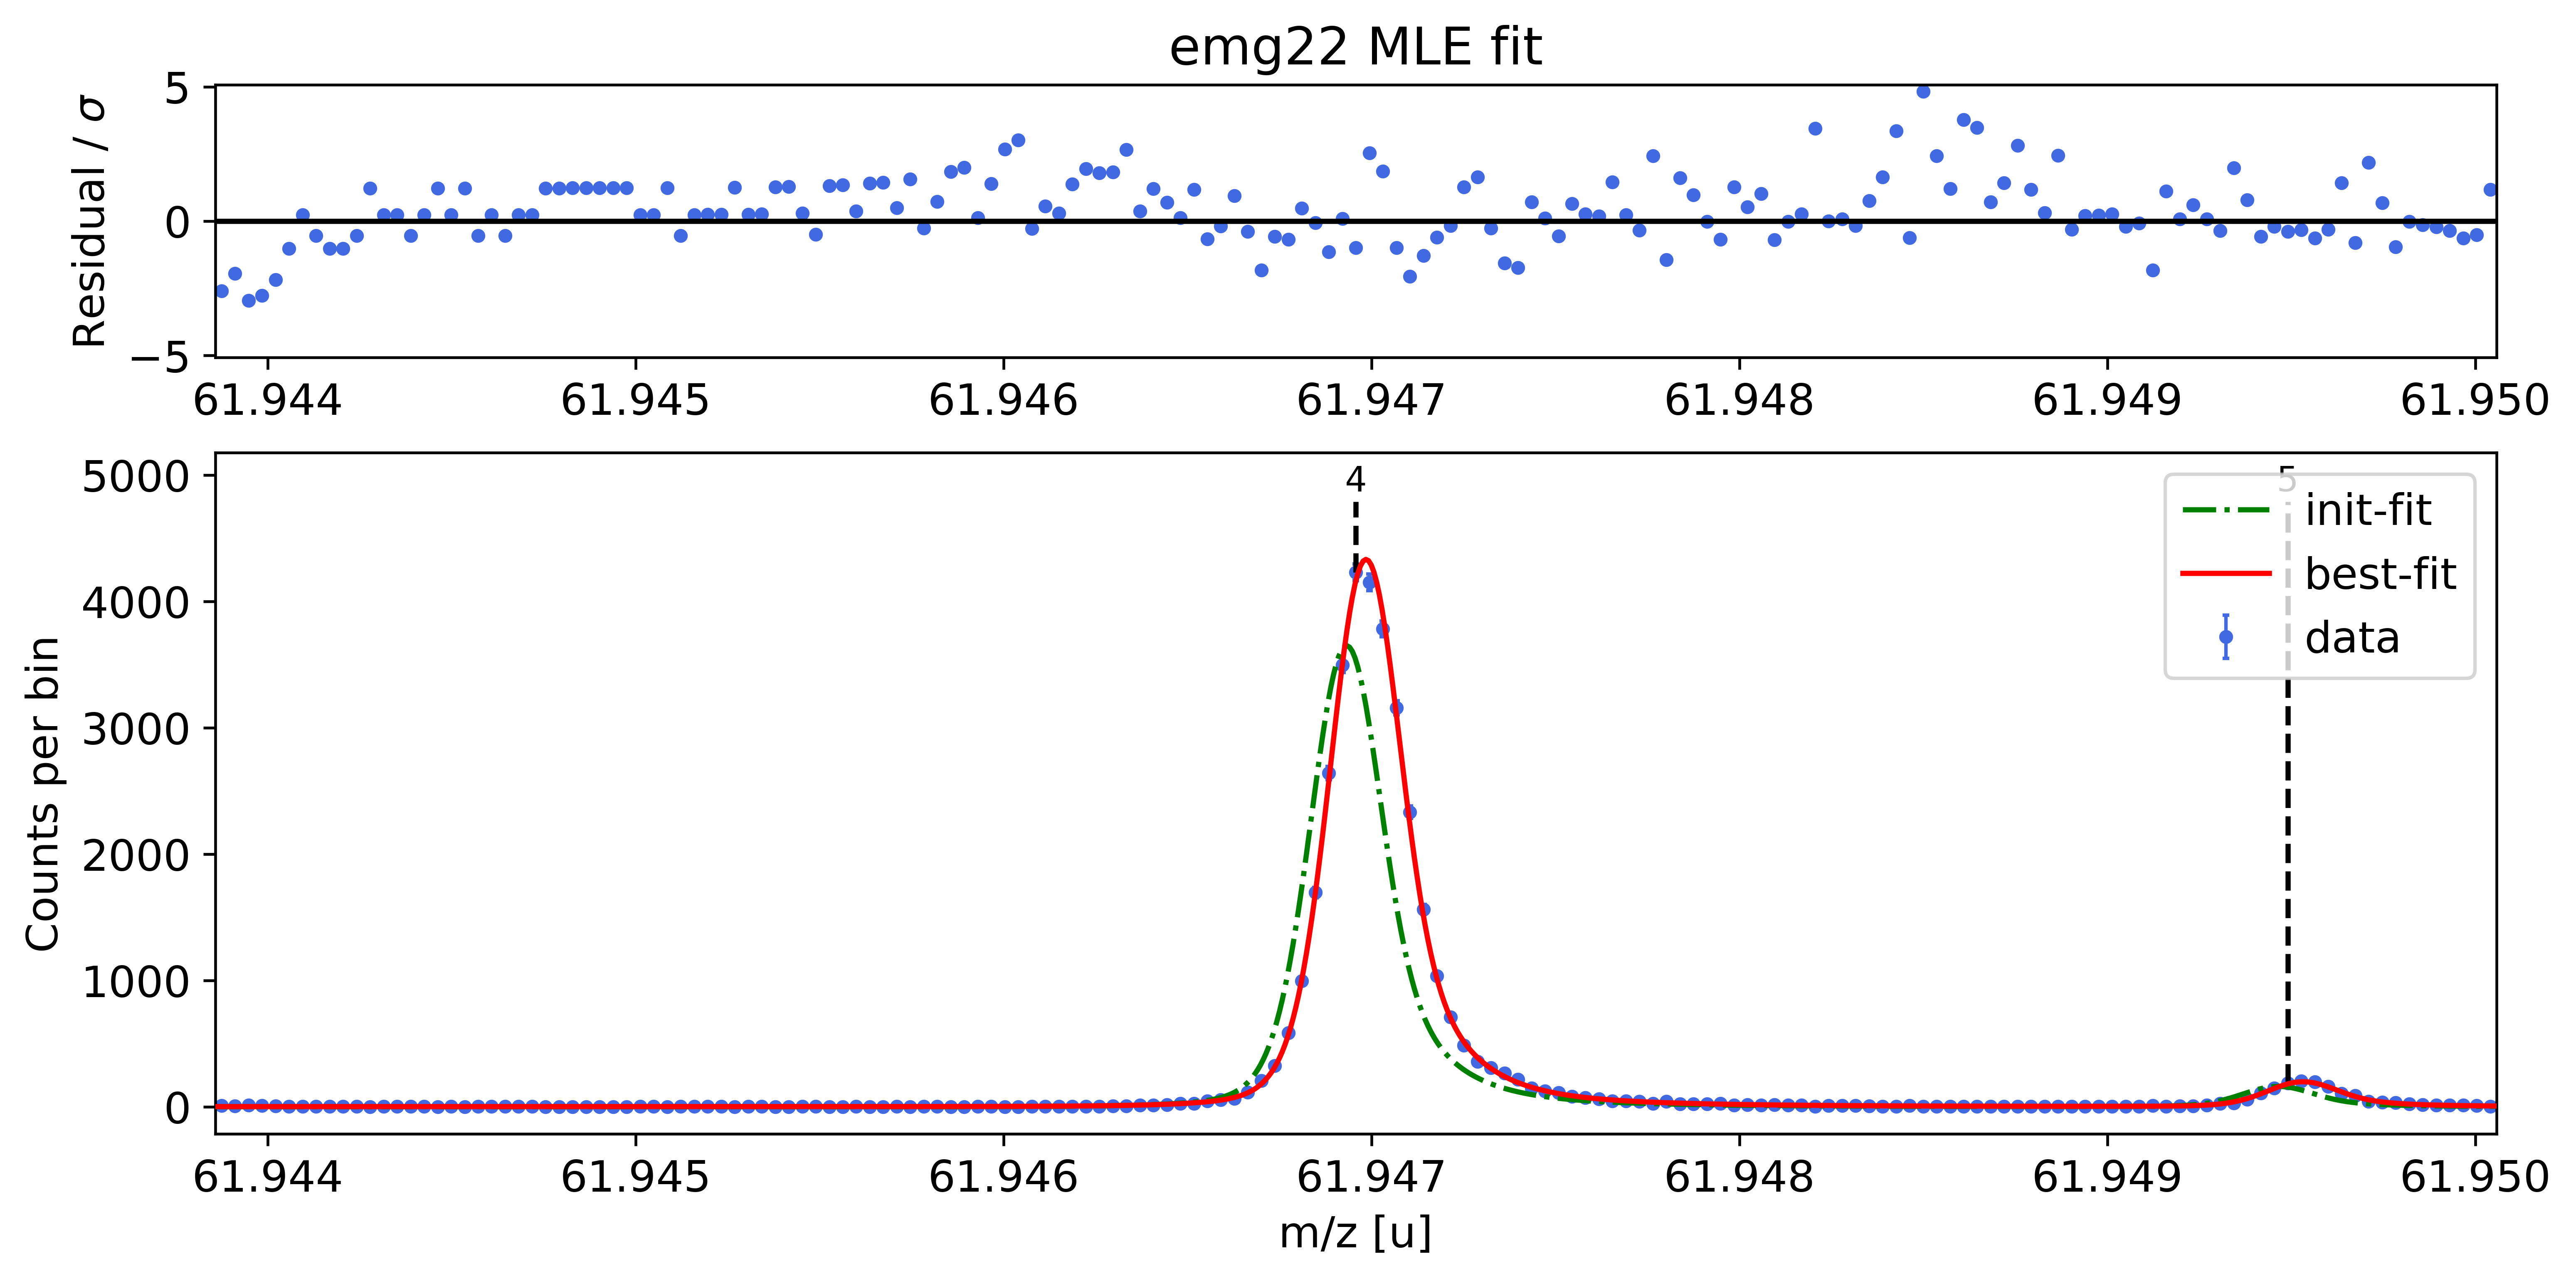 emg22 MLE fit
Residual / σ
5
0
−5
61.944 61.945 61.946 61.947 61.948 61.949 61.950
Counts per bin
5000
4000
3000
2000
1000
0
4
5
init-fit
best-fit
data
61.944 61.945 61.946 61.947 61.948 61.949 61.950
m/z [u]